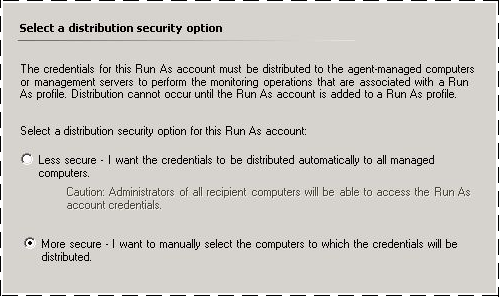 Select a distribution security option
The credentials for this Run As account must be distributed to the agent-managed computers
or management servers to perform the monitoring operations that are associated with a Run
As profile. Distribution cannot occur until the Run As account is added to a Run As profile.
Select a distribution security option for this Run As account:
Less secure - I want the credentials to be distributed automatically to all managed
computers.
Caution: Administrators of all recipient computers will be able to access the Run As
account credentials.
More secure - I want to manually select the computers to which the credentials will be
distributed.